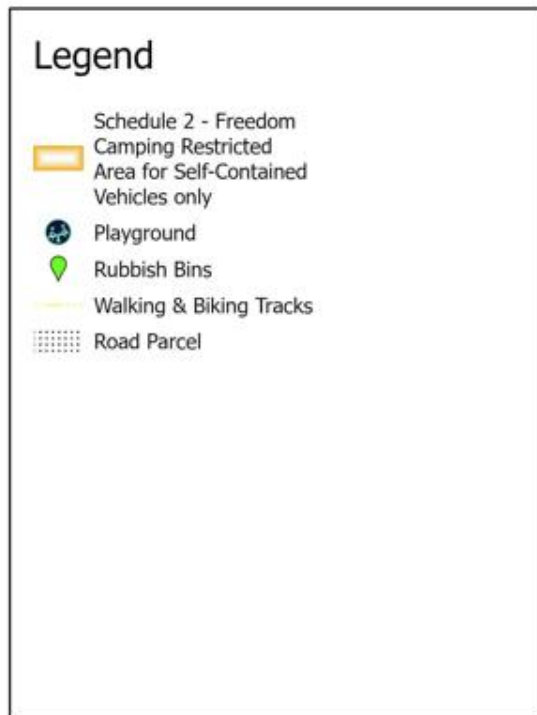 Legend
Schedule 2 - Freedom
Camping Restricted
Area for Self-Contained
Vehicles only
Playground
Rubbish Bins
Walking & Biking Tracks
Road Parcel